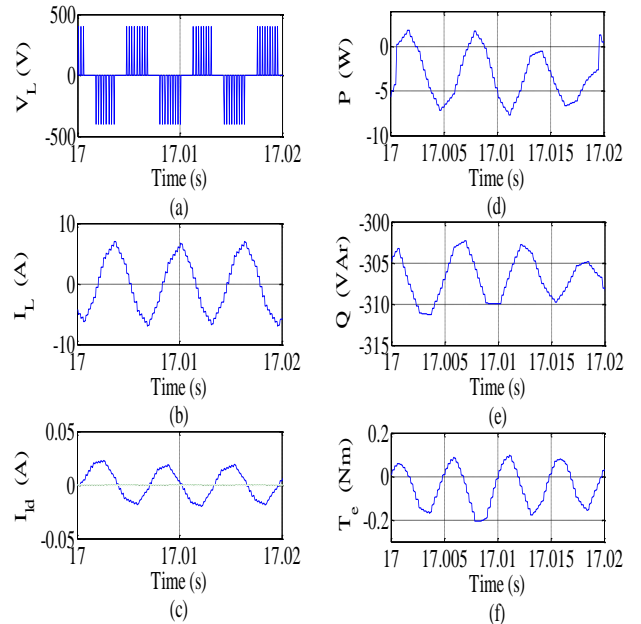 500
0
-500
V_L (V)
17 17.01 17.02
Time (s)
(a)
10
0
-10
I_L (A)
17 17.01 17.02
Time (s)
(b)
0.05
0
-0.05
I_ld (A)
17 17.01 17.02
Time (s)
(c)
0
-5
-10
P (W)
17 17.005 17.01 17.015 17.02
Time (s)
(d)
-300
-305
-310
-315
Q (VAr)
17 17.005 17.01 17.015 17.02
Time (s)
(e)
0.2
0
-0.2
T_e (Nm)
17 17.005 17.01 17.015 17.02
Time (s)
(f)